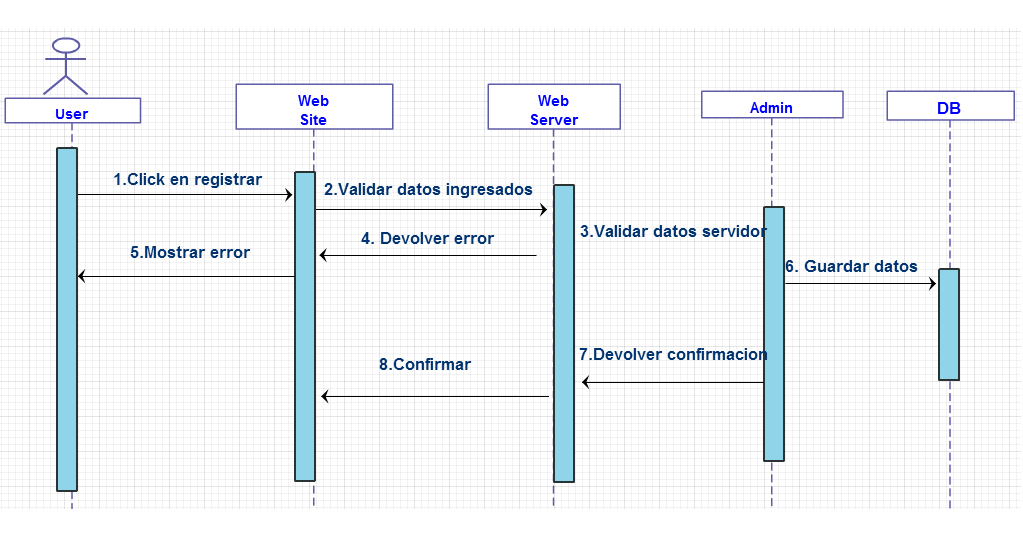 User
Web
Site
Web
Server
Admin
DB
1.Click en registrar
2.Validar datos ingresados
3.Validar datos servidor
4. Devolver error
5.Mostrar error
6. Guardar datos
7.Devolver confirmacion
8.Confirmar